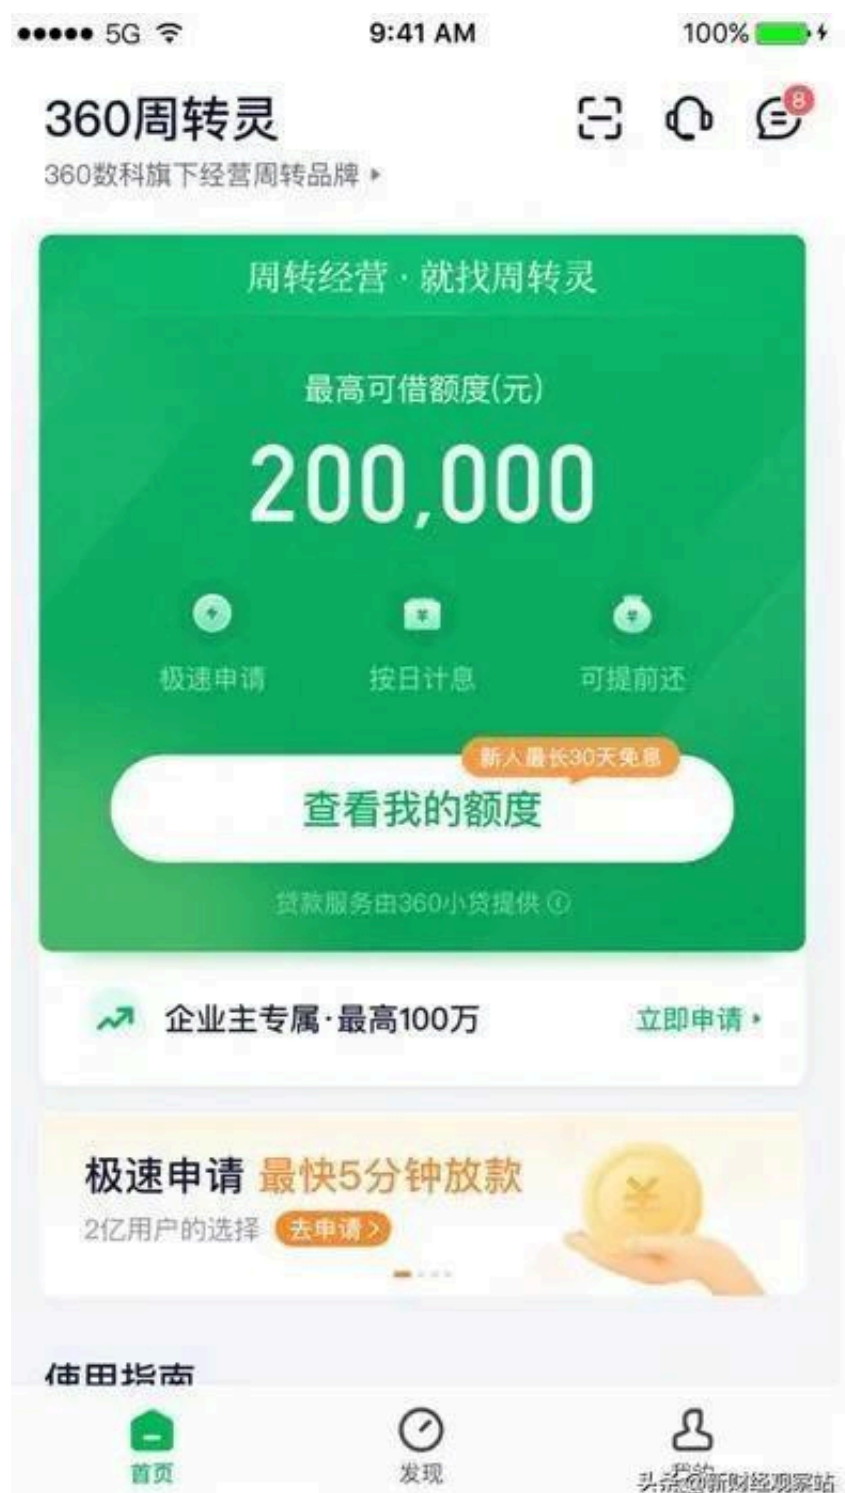 5G 9:41 AM 100%
360周转灵
8
360数科旗下经营周转品牌
周转经营·就找周转灵
最高可借额度(元)
200,000
极速申请 按日计息 可提前还
新人最长30天免息
查看我的额度
贷款服务由360小贷提供
企业主专属·最高100万 立即申请
极速申请 最快5分钟放款
2亿用户的选择 去申请>
使用指南
首页 发现 我的
头条@新财经观察站